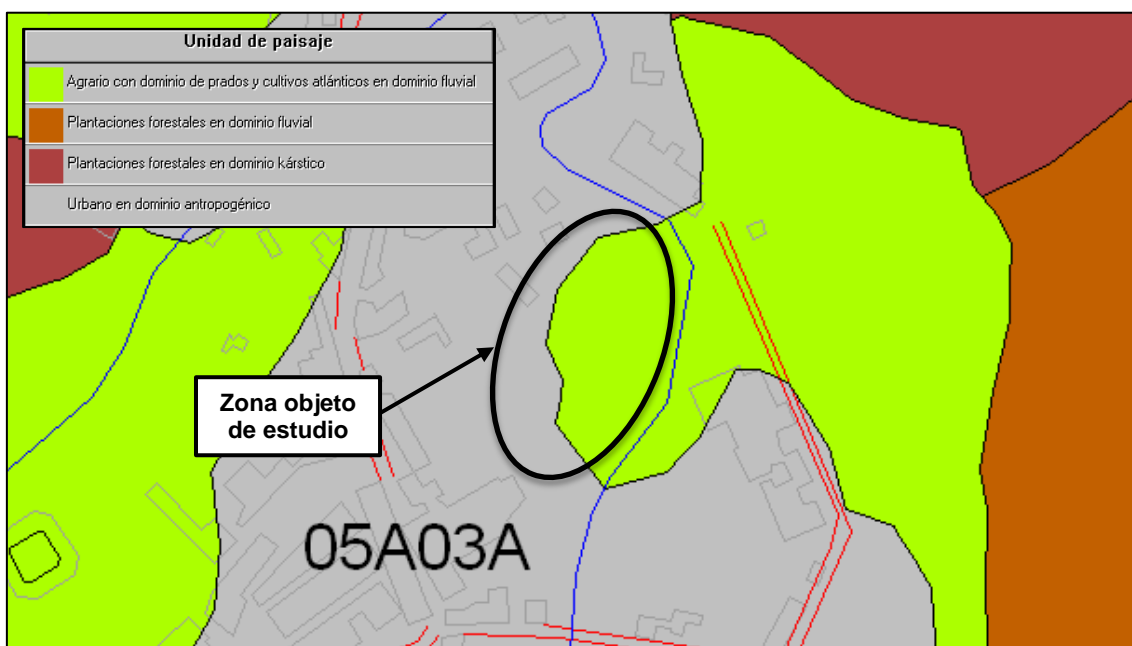 Unidad de paisaje
Agrario con dominio de prados y cultivos atlánticos en dominio fluvial
Plantaciones forestales en dominio fluvial
Plantaciones forestales en dominio kárstico
Urbano en dominio antropogénico
Zona objeto
de estudio
05A03A